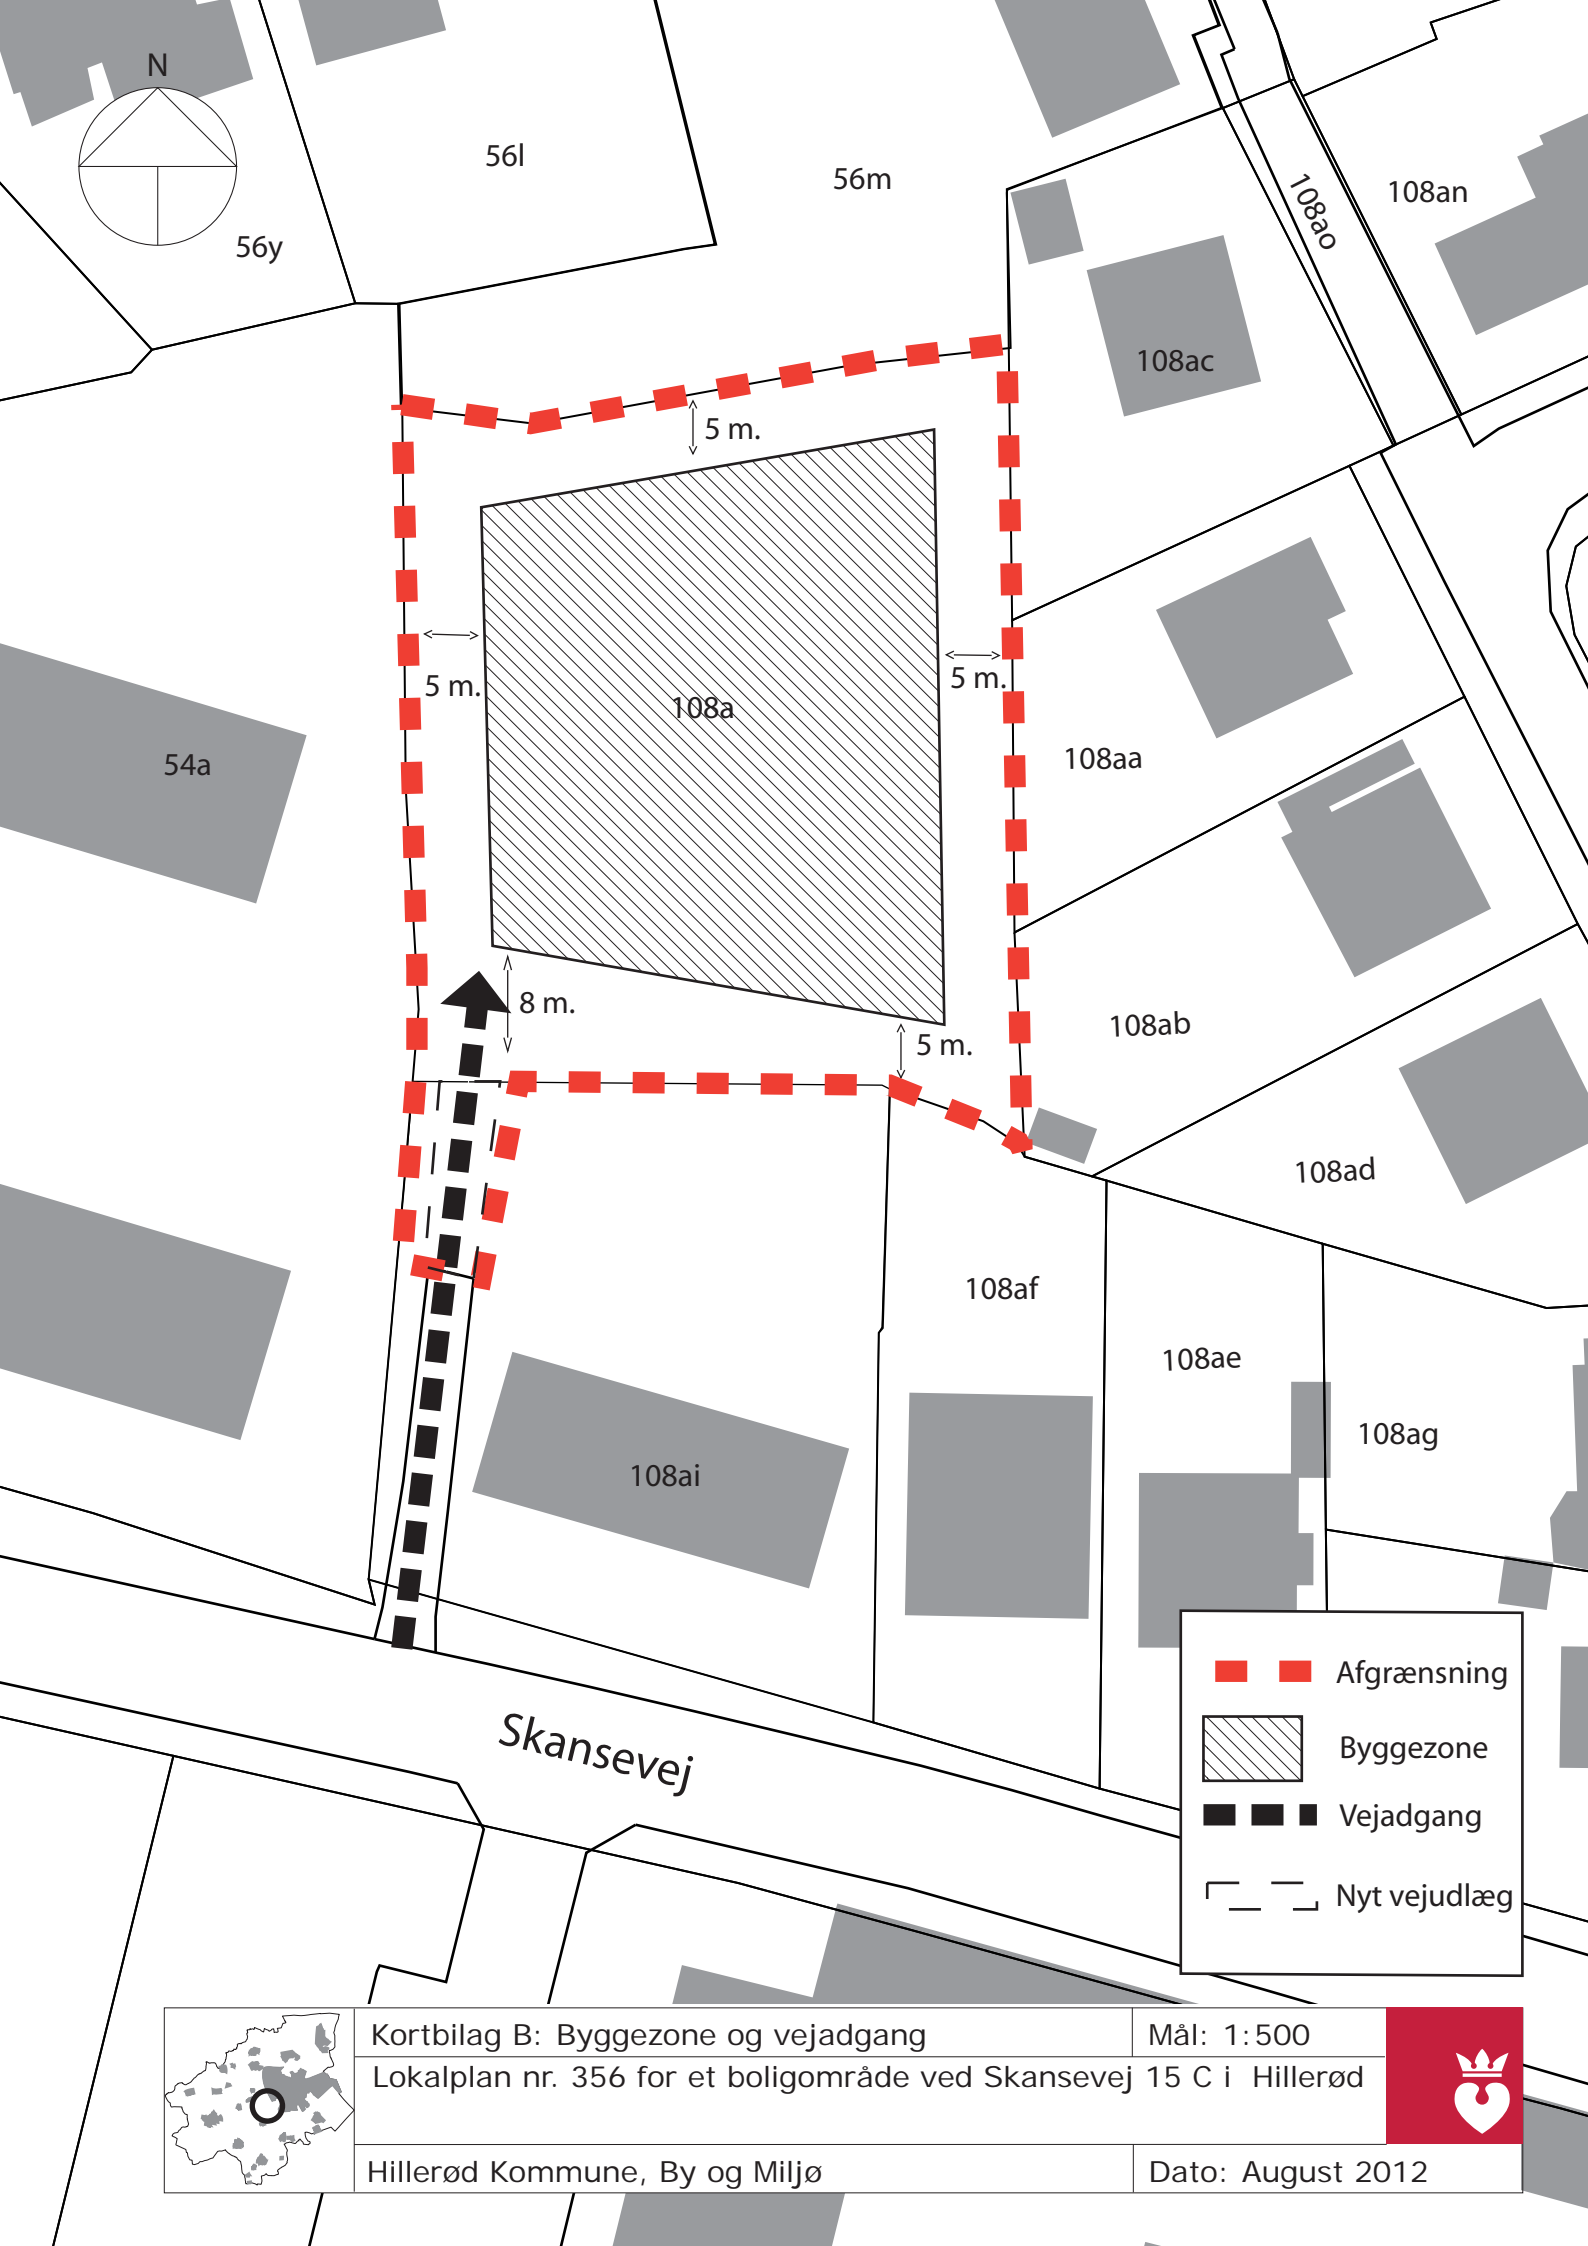 N
56l
56m
108an
108ao
56y
108ac
5 m.
5 m.
5 m.
108a
54a
108aa
8 m.
5 m.
108ab
108ad
108af
108ae
108ag
108ai
Skansevej
Afgrænsning
Byggezone
Vejadgang
Nyt vejudlæg
Kortbilag B: Byggezone og vejadgang
Mål: 1:500
Lokalplan nr. 356 for et boligområde ved Skansevej 15 C i Hillerød
Hillerød Kommune, By og Miljø
Dato: August 2012